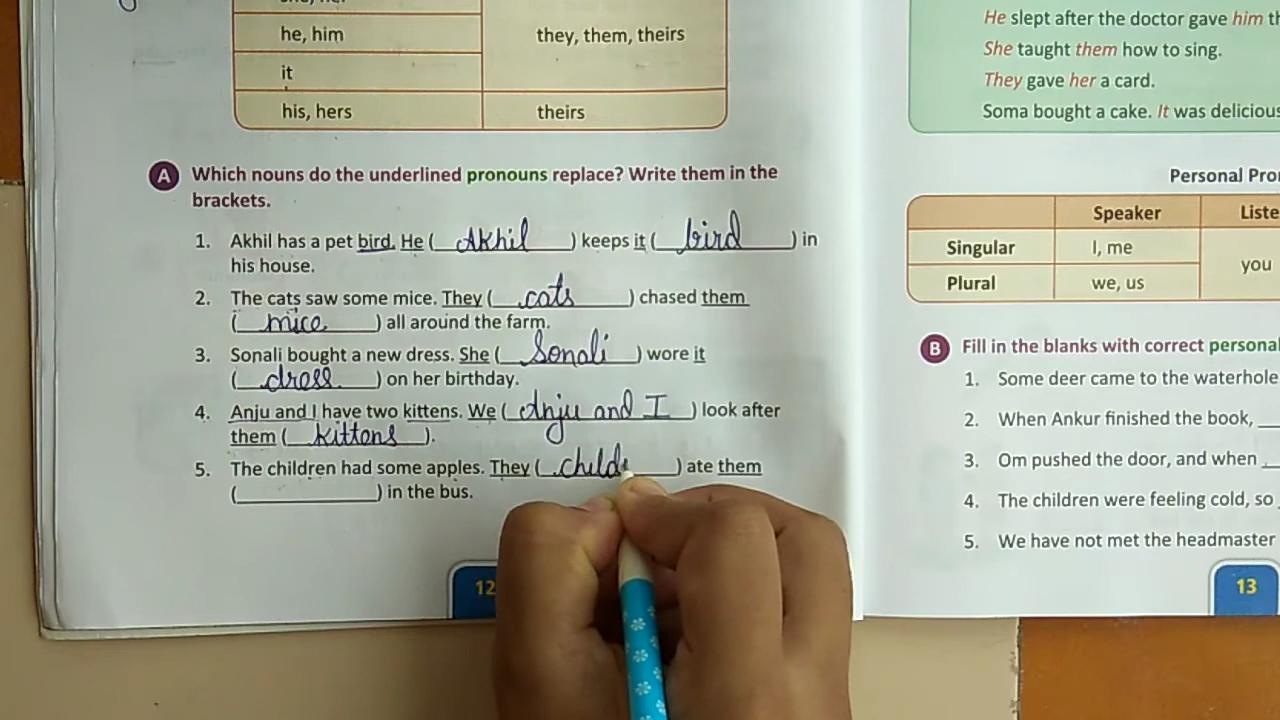 he, him
they, them, theirs
it
his, hers
theirs
A Which nouns do the underlined pronouns replace? Write them in the
brackets.
1. Akhil has a pet bird. He ( Akhil ) keeps it ( bird ) in
his house.
2. The cats saw some mice. They ( cats ) chased them
( mice ) all around the farm.
3. Sonali bought a new dress. She ( Sonali ) wore it
( dress ) on her birthday.
4. Anju and I have two kittens. We ( Anju and I ) look after
them ( kittens ).
5. The children had some apples. They ( child ) ate them
( ) in the bus.
12
He slept after the doctor gave him
She taught them how to sing.
They gave her a card.
Soma bought a cake. It was delicious
Personal
Speaker
Singular I, me
you
Plural we, us
B Fill in the blanks with correct personal
1. Some deer came to the waterhole
2. When Ankur finished the book,
3. Om pushed the door, and when
4. The children were feeling cold, so
5. We have not met the headmaster
13